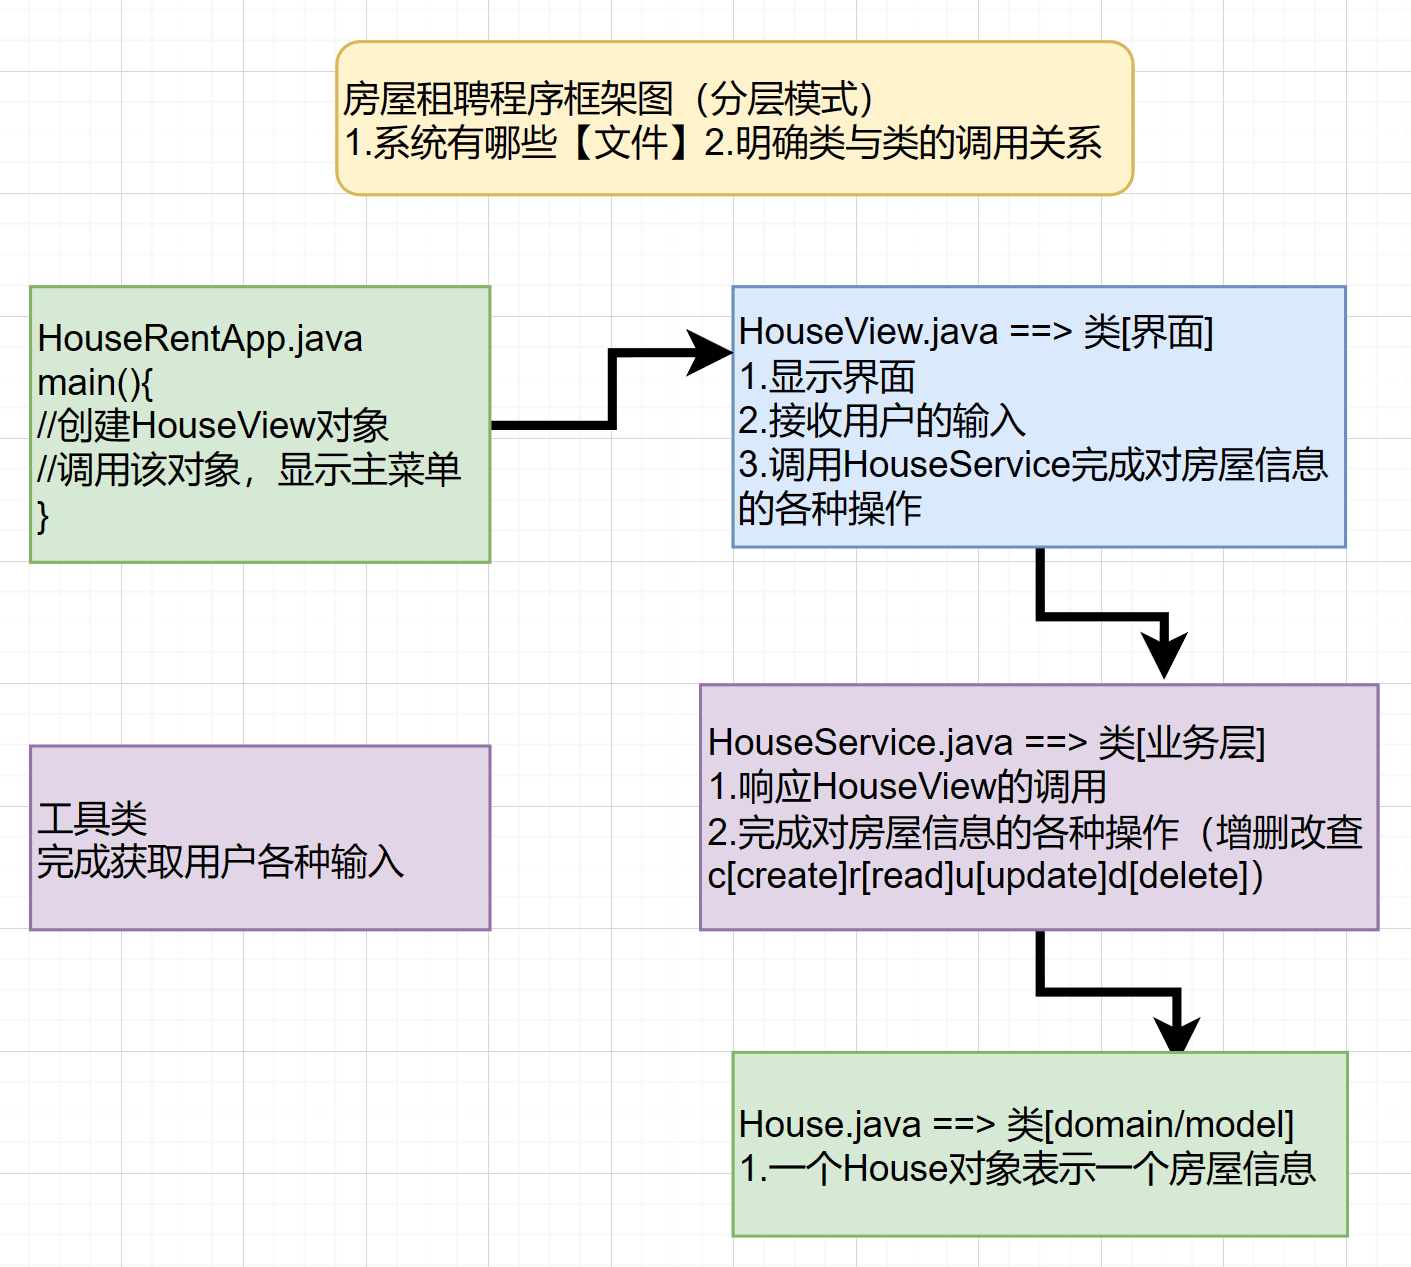 房屋租聘程序框架图（分层模式）
1.系统有哪些【文件】2.明确类与类的调用关系
HouseRentApp.java
main(){
//创建HouseView对象
//调用该对象，显示主菜单
}
HouseView.java ==> 类[界面]
1.显示界面
2.接收用户的输入
3.调用HouseService完成对房屋信息
的各种操作
工具类
完成获取用户各种输入
HouseService.java ==> 类[业务层]
1.响应HouseView的调用
2.完成对房屋信息的各种操作（增删改查
c[create]r[read]u[update]d[delete]）
House.java ==> 类[domain/model]
1.一个House对象表示一个房屋信息